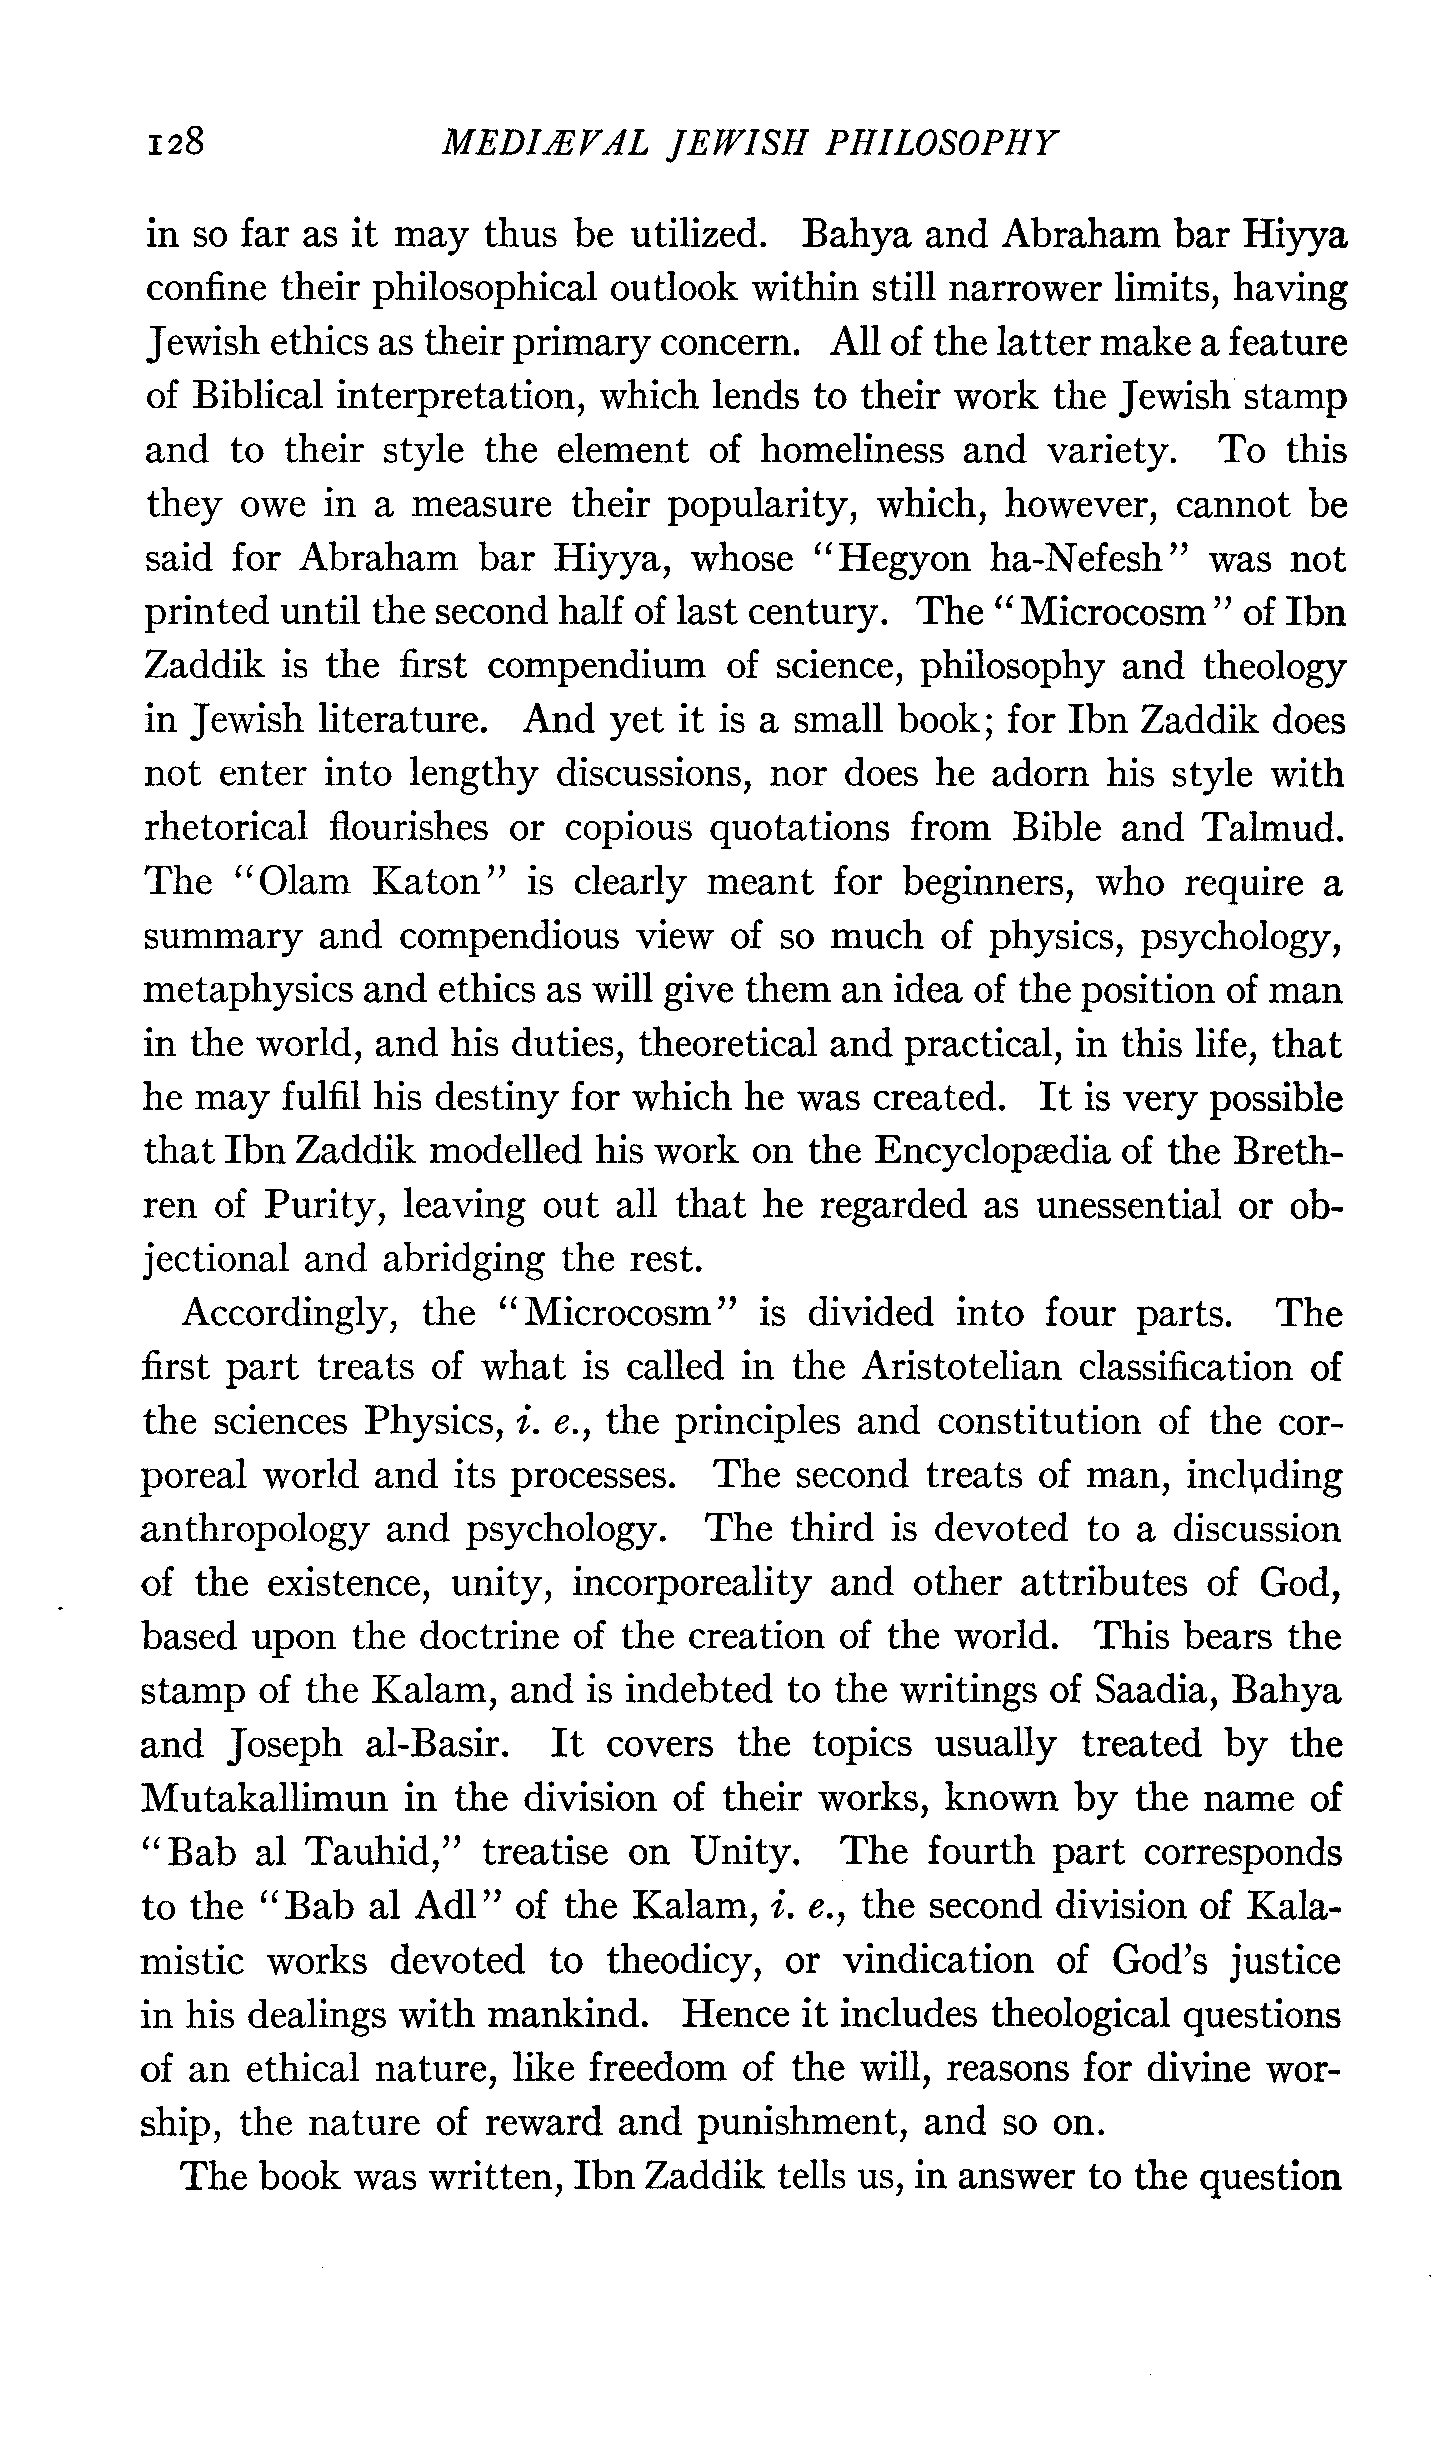 128 MEDIÆVAL JEWISH PHILOSOPHY
in so far as it may thus be utilized. Bahya and Abraham bar Hiyya
confine their philosophical outlook within still narrower limits, having
Jewish ethics as their primary concern. All of the latter make a feature
of Biblical interpretation, which lends to their work the Jewish stamp
and to their style the element of homeliness and variety. To this
they owe in a measure their popularity, which, however, cannot be
said for Abraham bar Hiyya, whose "Hegyon ha-Nefesh" was not
printed until the second half of last century. The "Microcosm" of Ibn
Zaddik is the first compendium of science, philosophy and theology
in Jewish literature. And yet it is a small book; for Ibn Zaddik does
not enter into lengthy discussions, nor does he adorn his style with
rhetorical flourishes or copious quotations from Bible and Talmud.
The "Olam Katon" is clearly meant for beginners, who require a
summary and compendious view of so much of physics, psychology,
metaphysics and ethics as will give them an idea of the position of man
in the world, and his duties, theoretical and practical, in this life, that
he may fulfil his destiny for which he was created. It is very possible
that Ibn Zaddik modelled his work on the Encyclopædia of the Breth-
ren of Purity, leaving out all that he regarded as unessential or ob-
jectional and abridging the rest.
Accordingly, the "Microcosm" is divided into four parts. The
first part treats of what is called in the Aristotelian classification of
the sciences Physics, i. e., the principles and constitution of the cor-
poreal world and its processes. The second treats of man, including
anthropology and psychology. The third is devoted to a discussion
of the existence, unity, incorporeality and other attributes of God,
based upon the doctrine of the creation of the world. This bears the
stamp of the Kalam, and is indebted to the writings of Saadia, Bahya
and Joseph al-Basir. It covers the topics usually treated by the
Mutakallimun in the division of their works, known by the name of
"Bab al Tauhid," treatise on Unity. The fourth part corresponds
to the "Bab al Adl" of the Kalam, i. e., the second division of Kala-
mistic works devoted to theodicy, or vindication of God's justice
in his dealings with mankind. Hence it includes theological questions
of an ethical nature, like freedom of the will, reasons for divine wor-
ship, the nature of reward and punishment, and so on.
The book was written, Ibn Zaddik tells us, in answer to the question